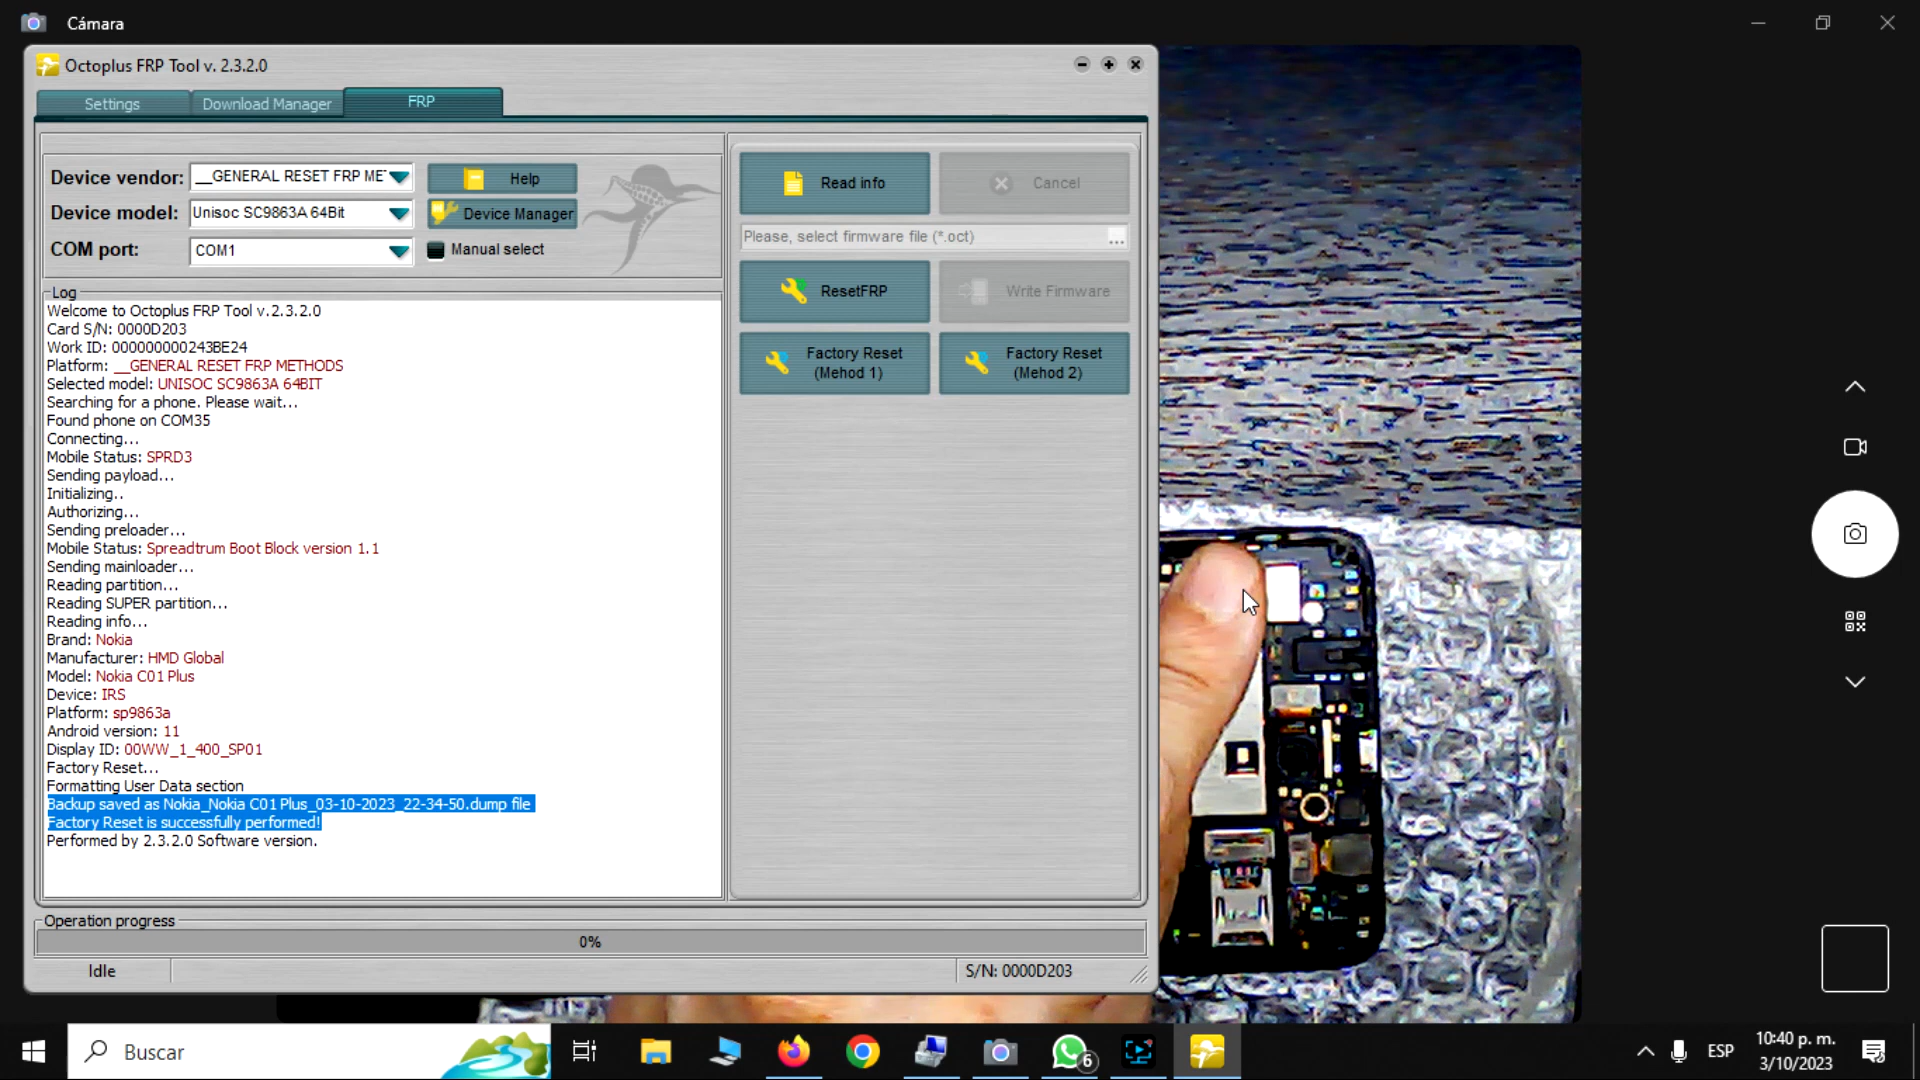 Cámara
Octoplus FRP Tool v. 2.3.2.0
Settings
Download Manager
FRP
Device vendor:
__GENERAL RESET FRP ME
Help
Device model:
Unisoc SC9863A 64Bit
Device Manager
COM port:
COM1
Manual select
Read info
Cancel
Please, select firmware file (*.oct)
...
ResetFRP
Write Firmware
Factory Reset
(Mehod 1)
Factory Reset
(Mehod 2)
Log
Welcome to Octoplus FRP Tool v.2.3.2.0
Card S/N: 0000D203
Work ID: 000000000243BE24
Platform: __GENERAL RESET FRP METHODS
Selected model: UNISOC SC9863A 64BIT
Searching for a phone. Please wait...
Found phone on COM35
Connecting...
Mobile Status: SPRD3
Sending payload...
Initializing..
Authorizing...
Sending preloader...
Mobile Status: Spreadtrum Boot Block version 1.1
Sending mainloader...
Reading partition...
Reading SUPER partition...
Reading info...
Brand: Nokia
Manufacturer: HMD Global
Model: Nokia C01 Plus
Device: IRS
Platform: sp9863a
Android version: 11
Display ID: 00WW_1_400_SP01
Factory Reset...
Formatting User Data section
Backup saved as Nokia_Nokia C01 Plus_03-10-2023_22-34-50.dump file
Factory Reset is successfully performed!
Performed by 2.3.2.0 Software version.
Operation progress
0%
Idle
S/N: 0000D203
Buscar
6
ESP
10:40 p. m.
3/10/2023